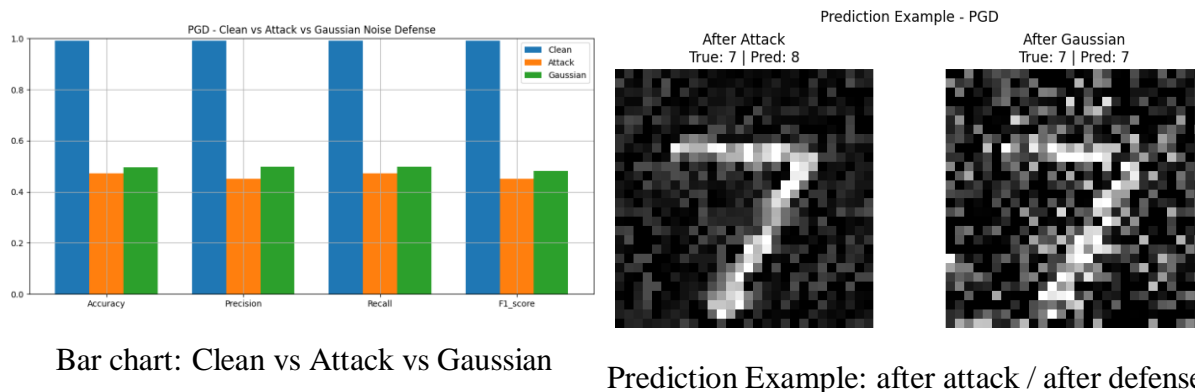 PGD - Clean vs Attack vs Gaussian Noise Defense
1.0
0.8
0.6
0.4
0.2
0.0
Clean
Attack
Gaussian
Accuracy
Precision
Recall
F1_score
Bar chart: Clean vs Attack vs Gaussian
Prediction Example - PGD
After Attack
True: 7 | Pred: 8
After Gaussian
True: 7 | Pred: 7
7
7
Prediction Example: after attack / after defense